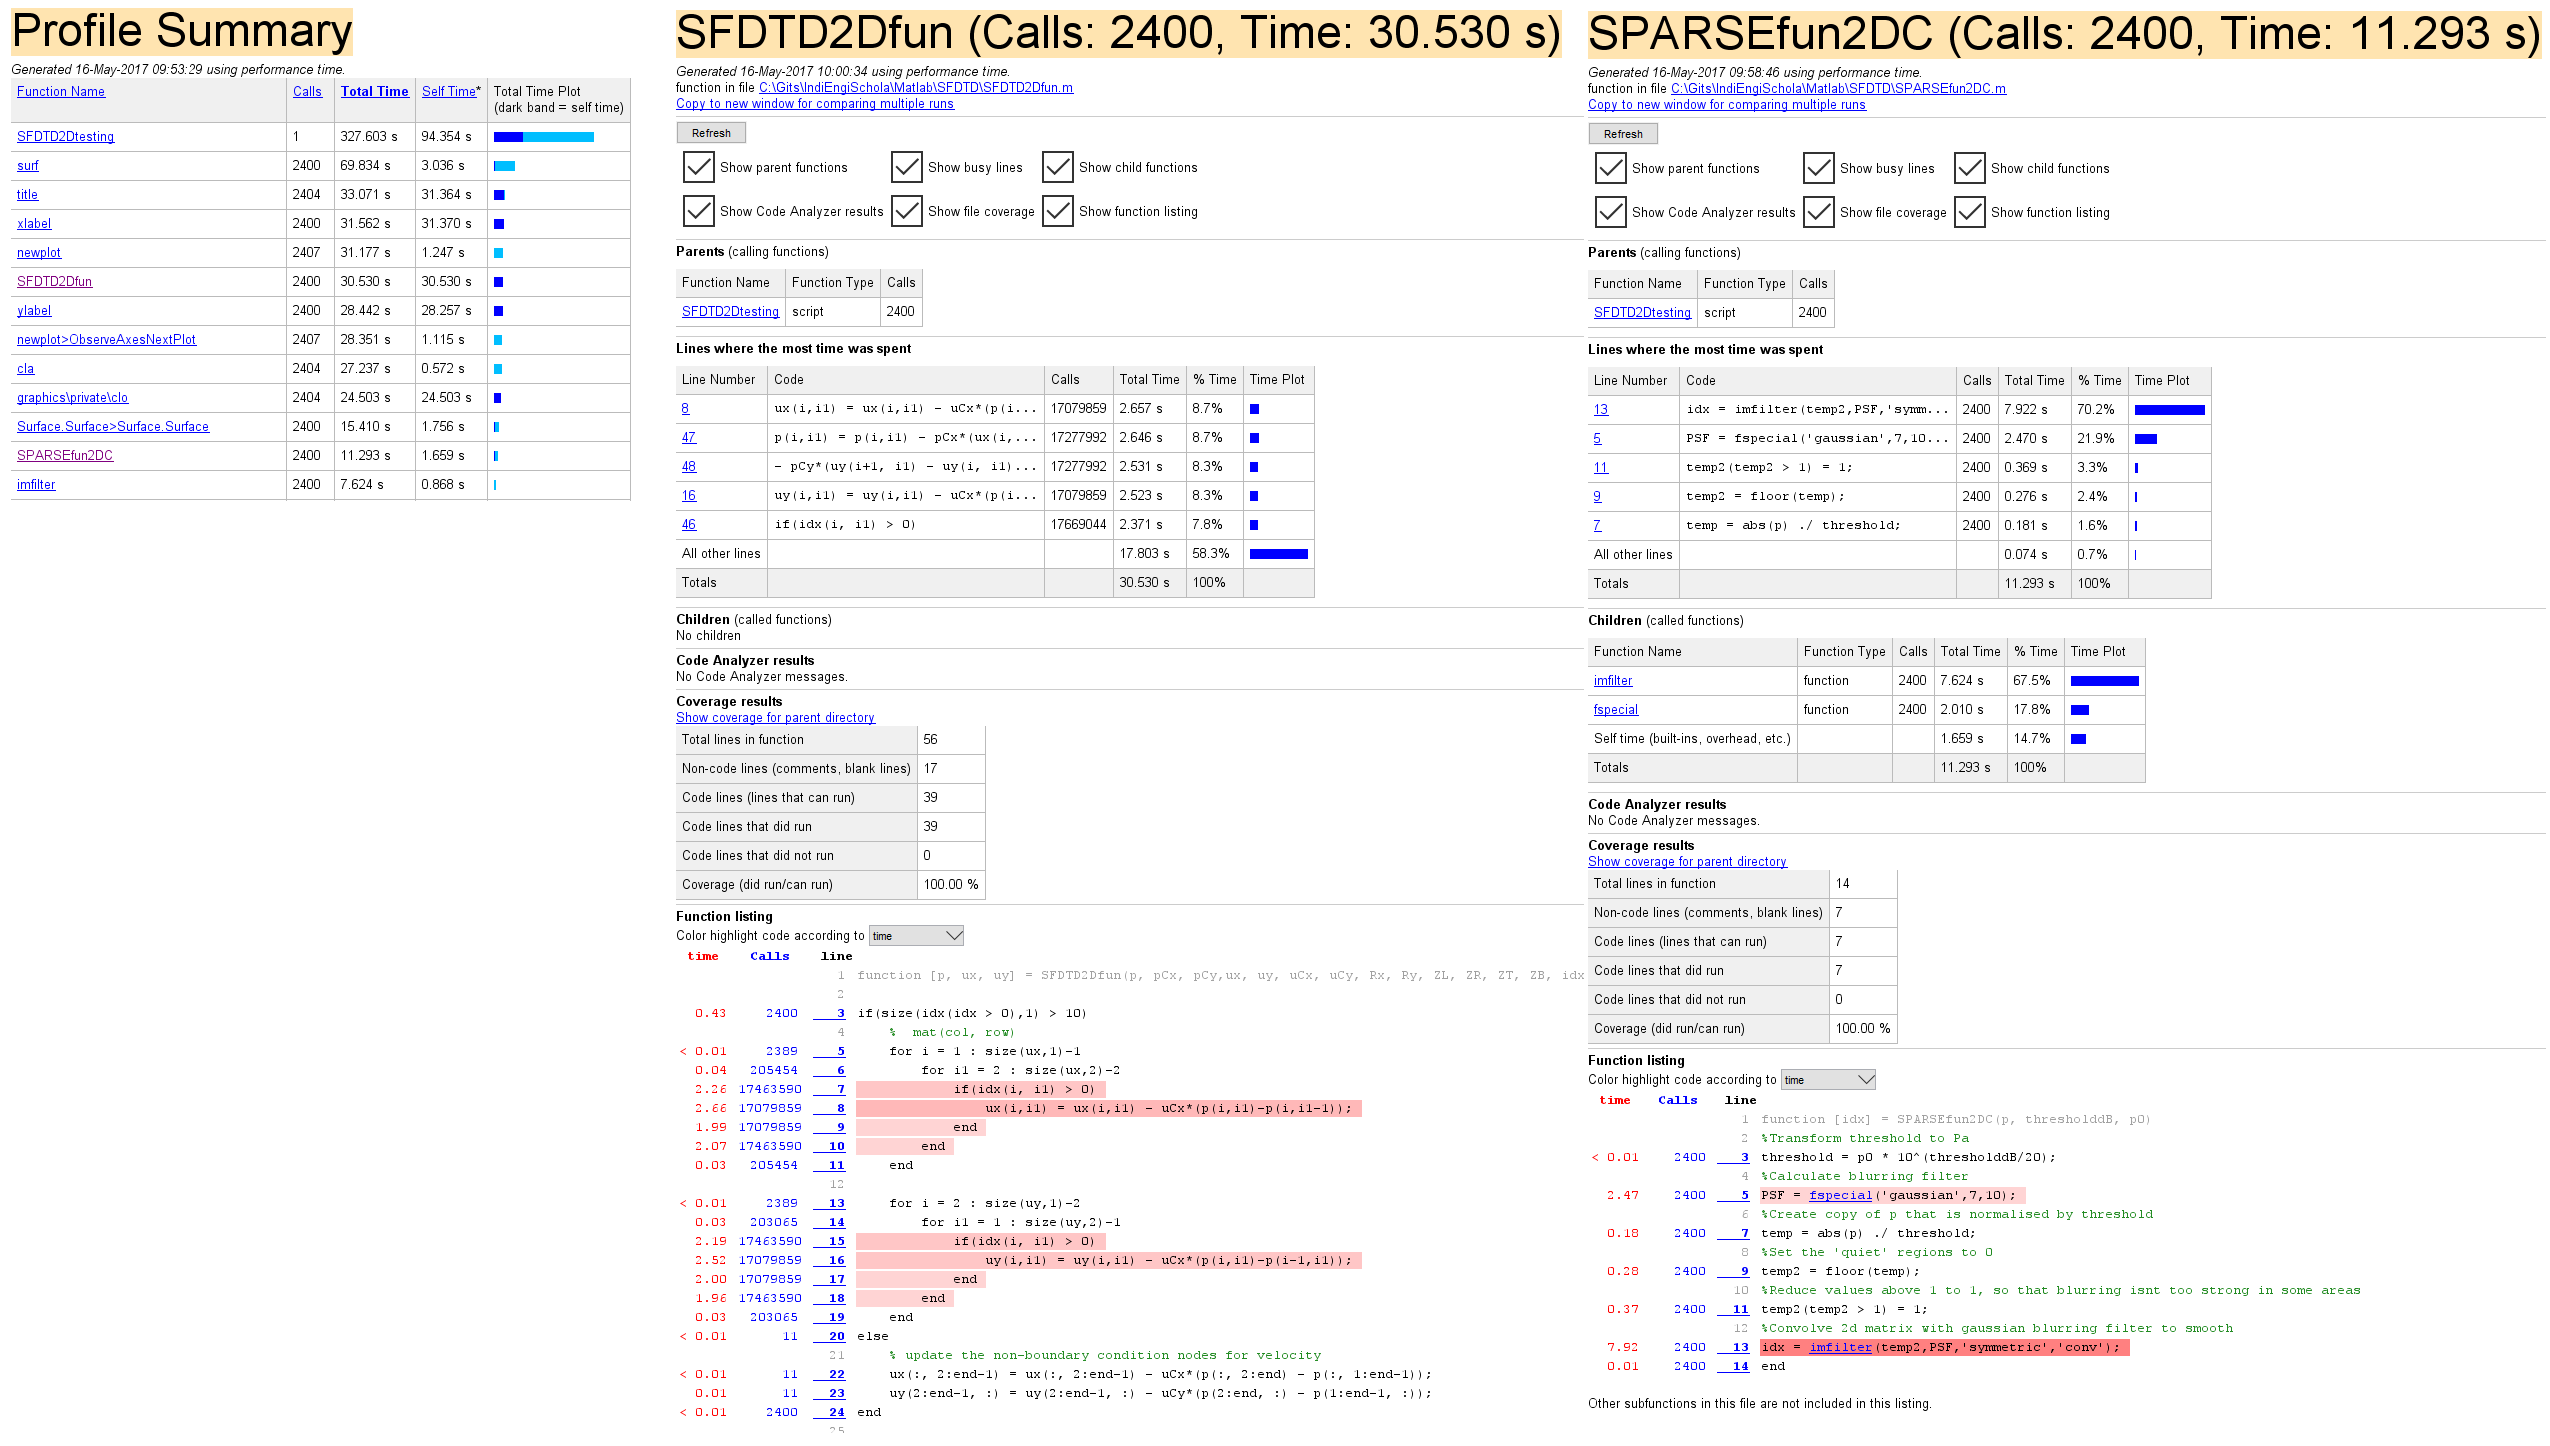 Profile Summary
Generated 16-May-2017 09:53:29 using performance time.
Function Name Calls Total Time Self Time* Total Time Plot
(dark band = self time)
SFDTD2Dtesting 1 327.603 s 94.354 s
surf 2400 69.834 s 3.036 s
title 2404 33.071 s 31.364 s
xlabel 2400 31.562 s 31.370 s
newplot 2407 31.177 s 1.247 s
SFDTD2Dfun 2400 30.530 s 30.530 s
ylabel 2400 28.442 s 28.257 s
newplot>ObserveAxesNextPlot 2407 28.351 s 1.115 s
cla 2404 27.237 s 0.572 s
graphics\private\clo 2404 24.503 s 24.503 s
Surface.Surface>Surface.Surface 2400 15.410 s 1.756 s
SPARSEfun2DC 2400 11.293 s 1.659 s
imfilter 2400 7.624 s 0.868 s
SFDTD2Dfun (Calls: 2400, Time: 30.530 s)
Generated 16-May-2017 10:00:34 using performance time.
function in file C:\Gits\IndiEngiSchola\Matlab\SFDTD\SFDTD2Dfun.m
Copy to new window for comparing multiple runs
Refresh
Show parent functions Show busy lines Show child functions
Show Code Analyzer results Show file coverage Show function listing
Parents (calling functions)
Function Name Function Type Calls
SFDTD2Dtesting script 2400
Lines where the most time was spent
Line Number Code Calls Total Time % Time Time Plot
8 ux(i,i1) = ux(i,i1) - uCx*(p(i... 17079859 2.657 s 8.7%
47 p(i,i1) = p(i,i1) - pCx*(ux(i,... 17277992 2.646 s 8.7%
48 - pCy*(uy(i+1, i1) - uy(i, i1)... 17277992 2.531 s 8.3%
16 uy(i,i1) = uy(i,i1) - uCx*(p(i... 17079859 2.523 s 8.3%
46 if(idx(i, i1) > 0) 17669044 2.371 s 7.8%
All other lines 17.803 s 58.3%
Totals 30.530 s 100%
Children (called functions)
No children
Code Analyzer results
No Code Analyzer messages.
Coverage results
Show coverage for parent directory
Total lines in function 56
Non-code lines (comments, blank lines) 17
Code lines (lines that can run) 39
Code lines that did run 39
Code lines that did not run 0
Coverage (did run/can run) 100.00 %
Function listing
Color highlight code according to time
time Calls line
1 function [p, ux, uy] = SFDTD2Dfun(p, pCx, pCy,ux, uy, uCx, uCy, Rx, Ry, ZL, ZR, ZT, ZB, idx
2
0.43 2400 3 if(size(idx(idx > 0),1) > 10)
4 % mat(col, row)
< 0.01 2389 5 for i = 1 : size(ux,1)-1
0.04 205454 6 for i1 = 2 : size(ux,2)-2
2.26 17463590 7 if(idx(i, i1) > 0)
2.66 17079859 8 ux(i,i1) = ux(i,i1) - uCx*(p(i,i1)-p(i,i1-1));
1.99 17079859 9 end
2.07 17463590 10 end
0.03 205454 11 end
12
< 0.01 2389 13 for i = 2 : size(uy,1)-2
0.03 203065 14 for i1 = 1 : size(uy,2)-1
2.19 17463590 15 if(idx(i, i1) > 0)
2.52 17079859 16 uy(i,i1) = uy(i,i1) - uCx*(p(i,i1)-p(i-1,i1));
2.00 17079859 17 end
1.96 17463590 18 end
0.03 203065 19 end
< 0.01 11 20 else
21 % update the non-boundary condition nodes for velocity
< 0.01 11 22 ux(:, 2:end-1) = ux(:, 2:end-1) - uCx*(p(:, 2:end) - p(:, 1:end-1));
0.01 11 23 uy(2:end-1, :) = uy(2:end-1, :) - uCy*(p(2:end, :) - p(1:end-1, :));
< 0.01 2400 24 end
25
SPARSEfun2DC (Calls: 2400, Time: 11.293 s)
Generated 16-May-2017 09:58:46 using performance time.
function in file C:\Gits\IndiEngiSchola\Matlab\SFDTD\SPARSEfun2DC.m
Copy to new window for comparing multiple runs
Refresh
Show parent functions Show busy lines Show child functions
Show Code Analyzer results Show file coverage Show function listing
Parents (calling functions)
Function Name Function Type Calls
SFDTD2Dtesting script 2400
Lines where the most time was spent
Line Number Code Calls Total Time % Time Time Plot
13 idx = imfilter(temp2,PSF,'symm... 2400 7.922 s 70.2%
5 PSF = fspecial('gaussian',7,10... 2400 2.470 s 21.9%
11 temp2(temp2 > 1) = 1; 2400 0.369 s 3.3%
9 temp2 = floor(temp); 2400 0.276 s 2.4%
7 temp = abs(p) ./ threshold; 2400 0.181 s 1.6%
All other lines 0.074 s 0.7%
Totals 11.293 s 100%
Children (called functions)
Function Name Function Type Calls Total Time % Time Time Plot
imfilter function 2400 7.624 s 67.5%
fspecial function 2400 2.010 s 17.8%
Self time (built-ins, overhead, etc.) 1.659 s 14.7%
Totals 11.293 s 100%
Code Analyzer results
No Code Analyzer messages.
Coverage results
Show coverage for parent directory
Total lines in function 14
Non-code lines (comments, blank lines) 7
Code lines (lines that can run) 7
Code lines that did run 7
Code lines that did not run 0
Coverage (did run/can run) 100.00 %
Function listing
Color highlight code according to time
time Calls line
1 function [idx] = SPARSEfun2DC(p, thresholddB, p0)
2 %Transform threshold to Pa
< 0.01 2400 3 threshold = p0 * 10^(thresholddB/20);
4 %Calculate blurring filter
2.47 2400 5 PSF = fspecial('gaussian',7,10);
6 %Create copy of p that is normalised by threshold
0.18 2400 7 temp = abs(p) ./ threshold;
8 %Set the 'quiet' regions to 0
0.28 2400 9 temp2 = floor(temp);
10 %Reduce values above 1 to 1, so that blurring isnt too strong in some areas
0.37 2400 11 temp2(temp2 > 1) = 1;
12 %Convolve 2d matrix with gaussian blurring filter to smooth
7.92 2400 13 idx = imfilter(temp2,PSF,'symmetric','conv');
0.01 2400 14 end
Other subfunctions in this file are not included in this listing.